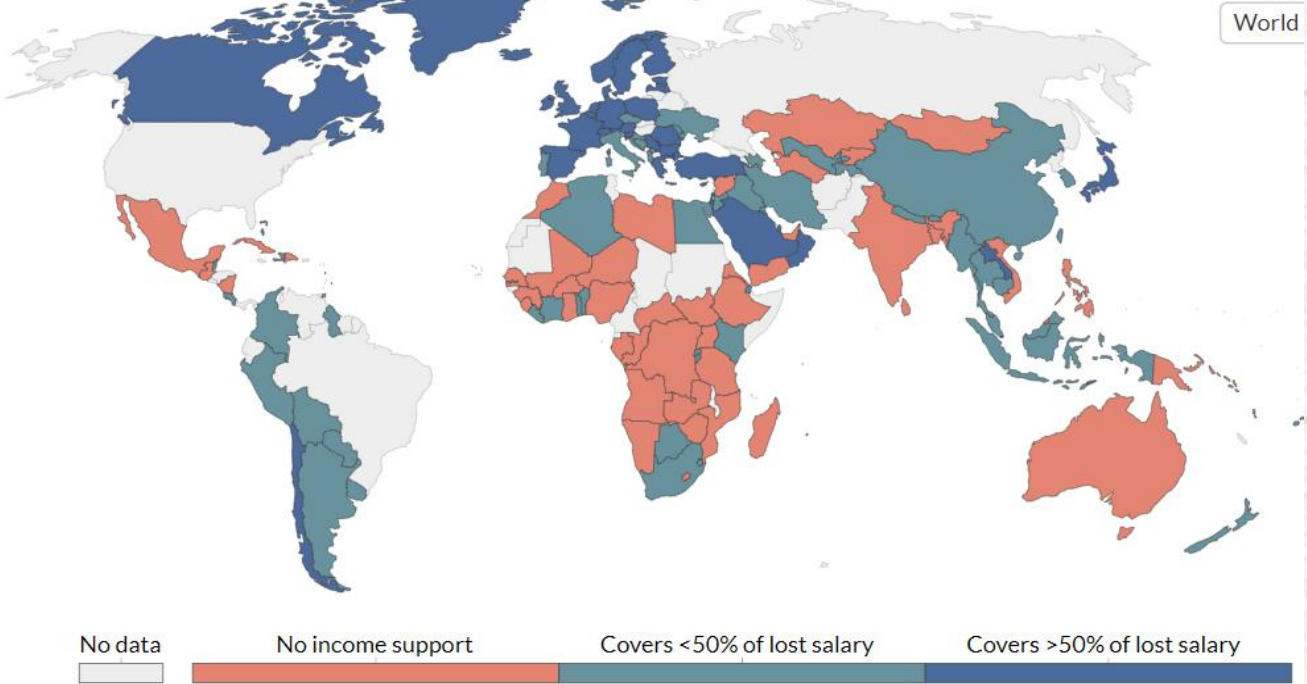 World
No data
No income support
Covers <50% of lost salary
Covers >50% of lost salary